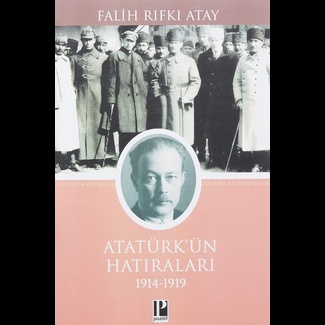 FALİH RIFKI ATAY
ATATÜRK'ÜN
HATIRALARI
1914-1919
P
pozitif